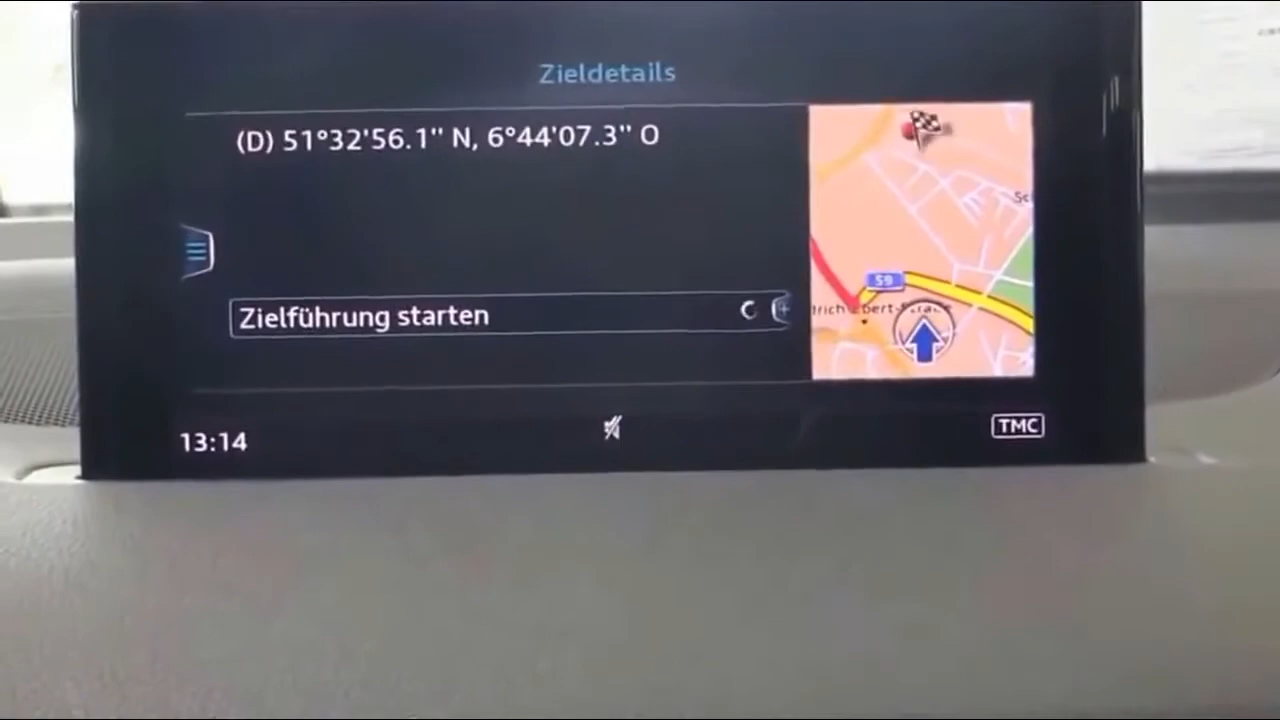 Zieldetails
(D) 51°32'56.1'' N, 6°44'07.3'' O
59
Zielführung starten
13:14
TMC